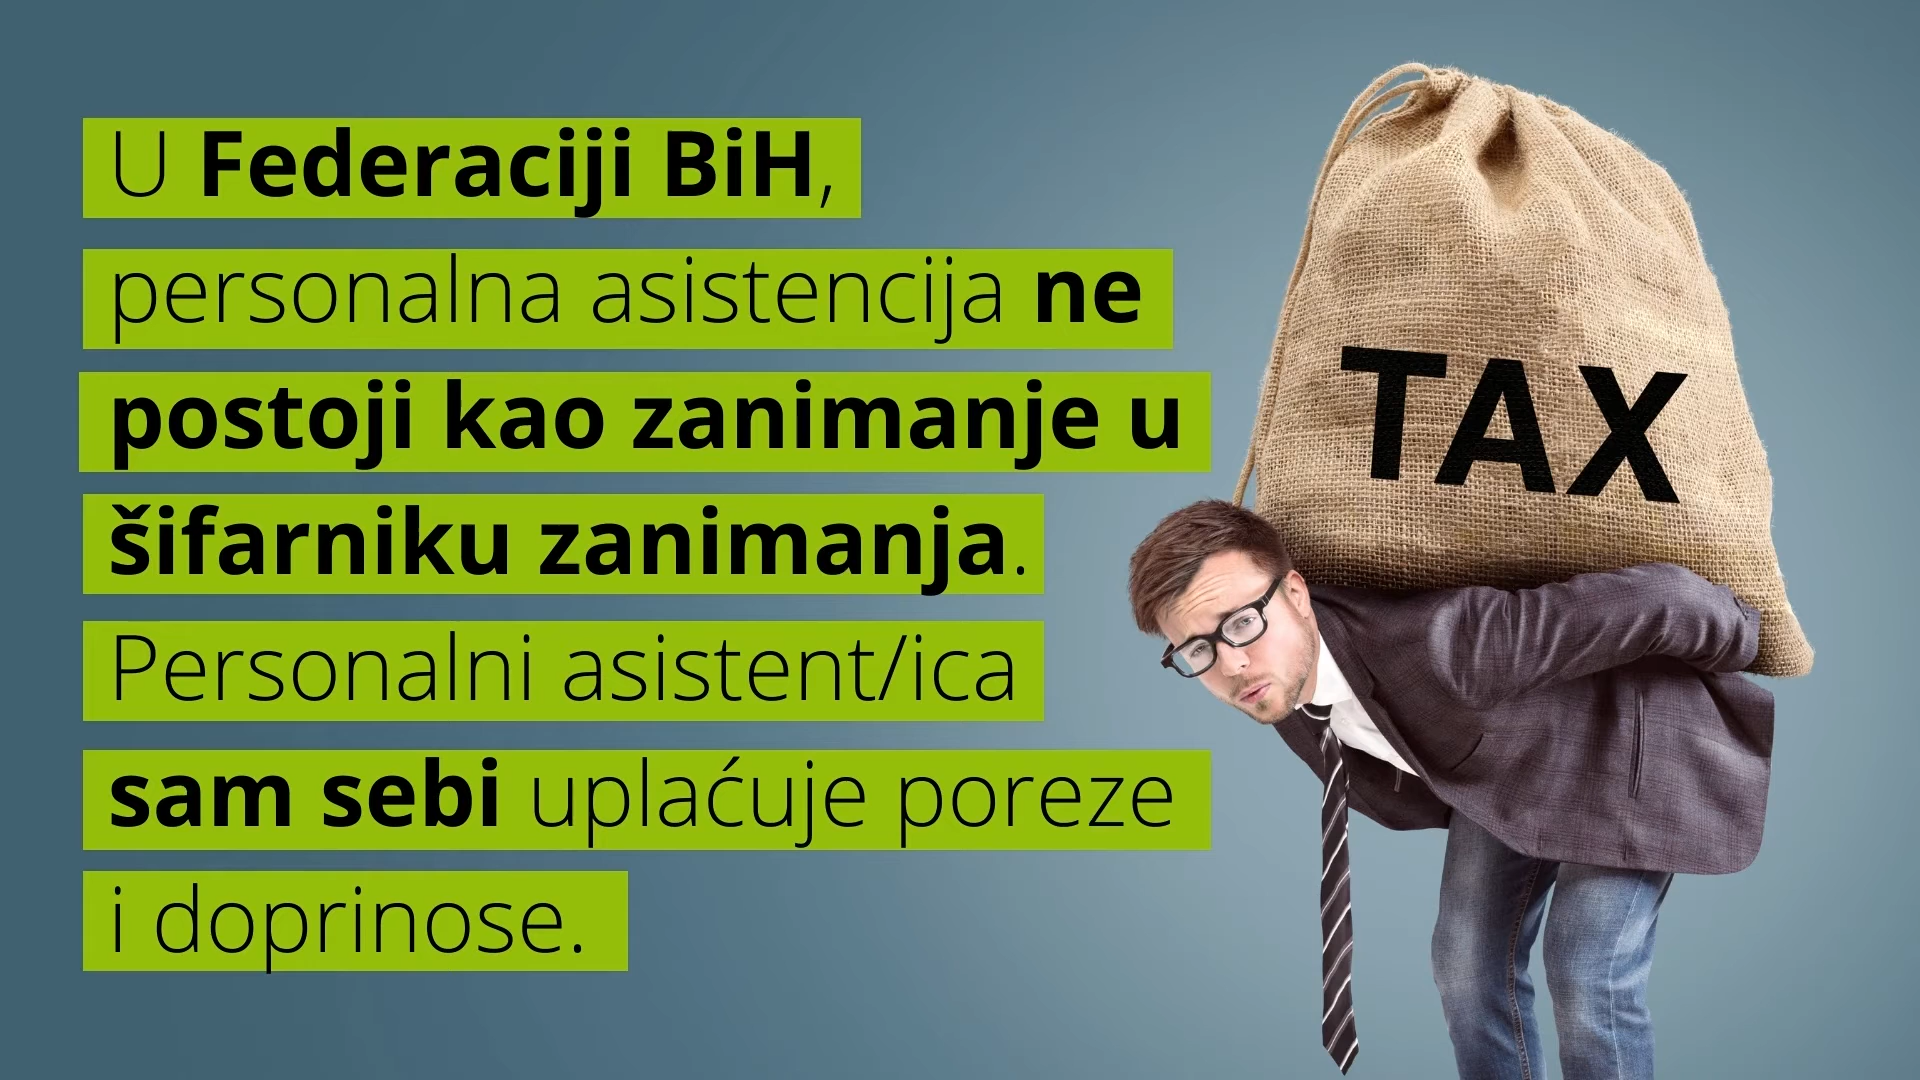 U Federaciji BiH,
personalna asistencija ne
postoji kao zanimanje u
šifarniku zanimanja.
Personalni asistent/ica
sam sebi uplaćuje poreze
i doprinose.
TAX